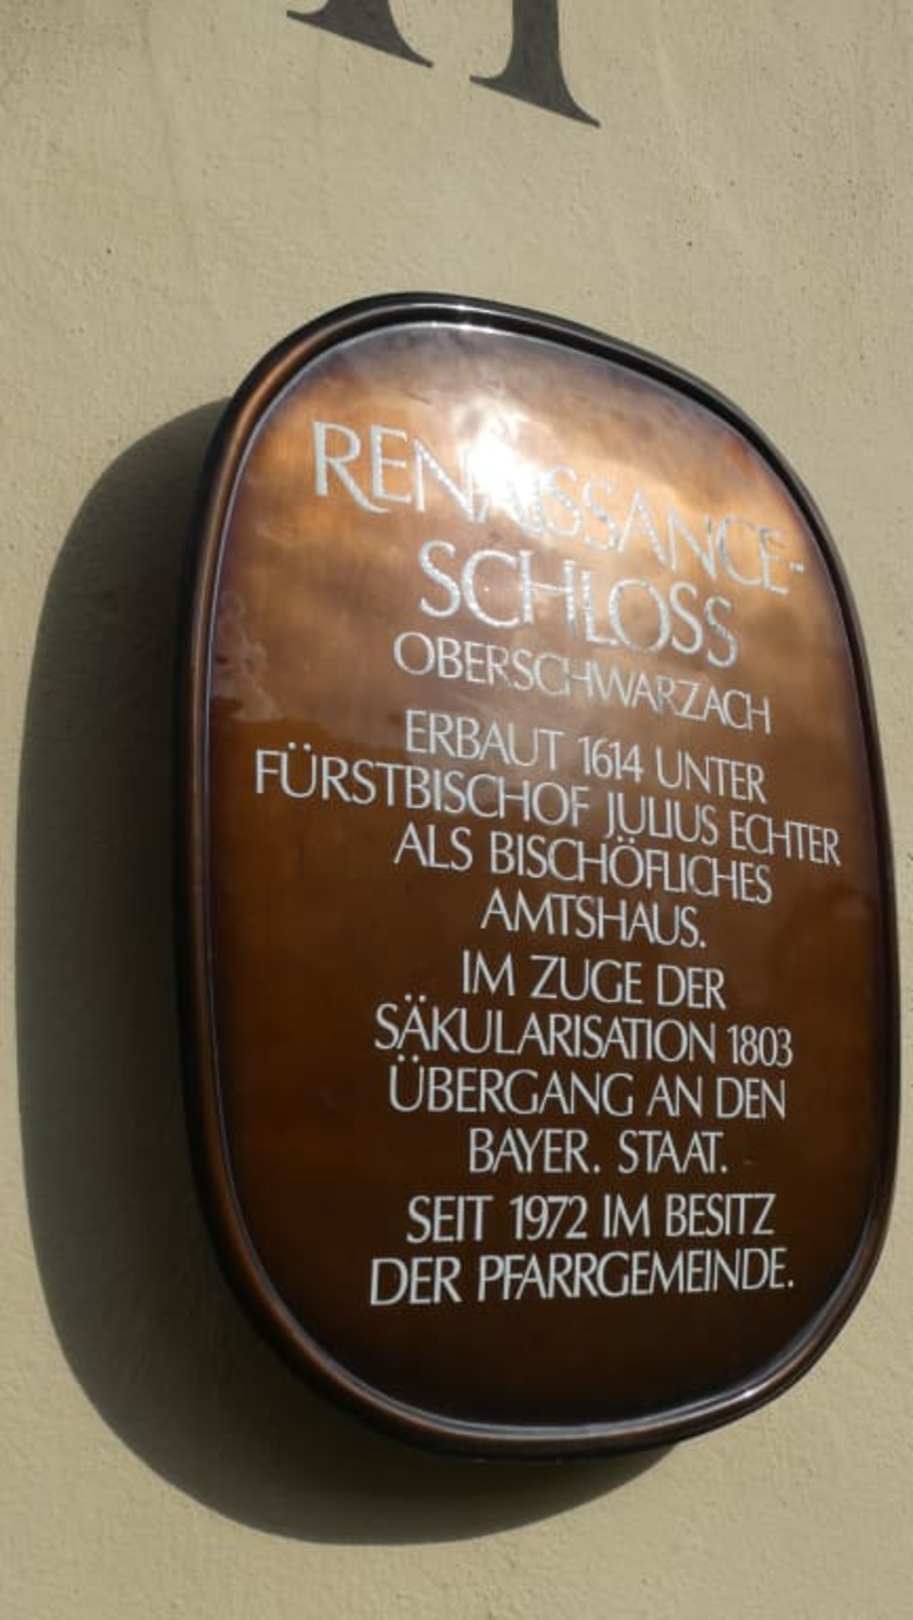 RENAISSANCE-
SCHLOSS
OBERSCHWARZACH
ERBAUT 1614 UNTER
FÜRSTBISCHOF JULIUS ECHTER
ALS BISCHÖFLICHES
AMTSHAUS.
IM ZUGE DER
SÄKULARISATION 1803
ÜBERGANG AN DEN
BAYER. STAAT.
SEIT 1972 IM BESITZ
DER PFARRGEMEINDE.